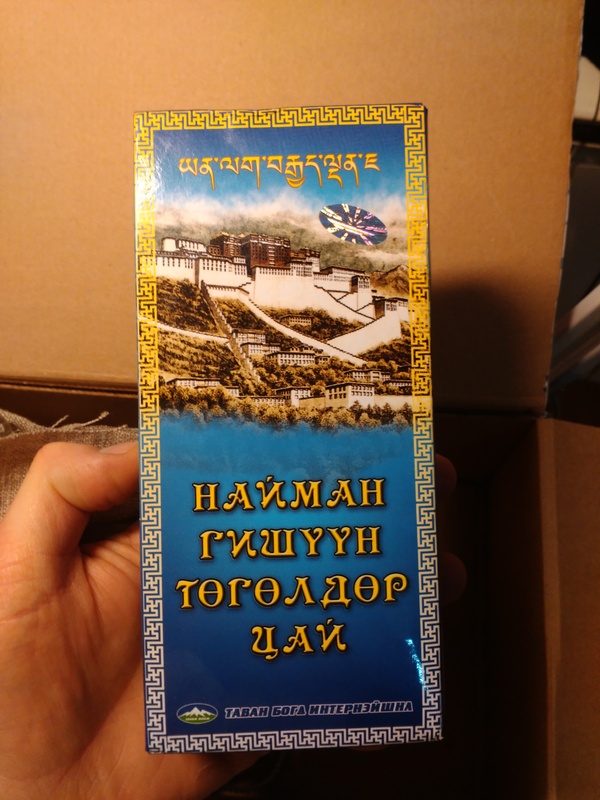 ཡན་ལག་བརྒྱད་ལྡན་ཇ
НАЙМАН
ГИШҮҮН
ТӨГӨЛДӨР
ЦАЙ
ТАВАН БОГД ИНТЕРНЭЙШНЛ